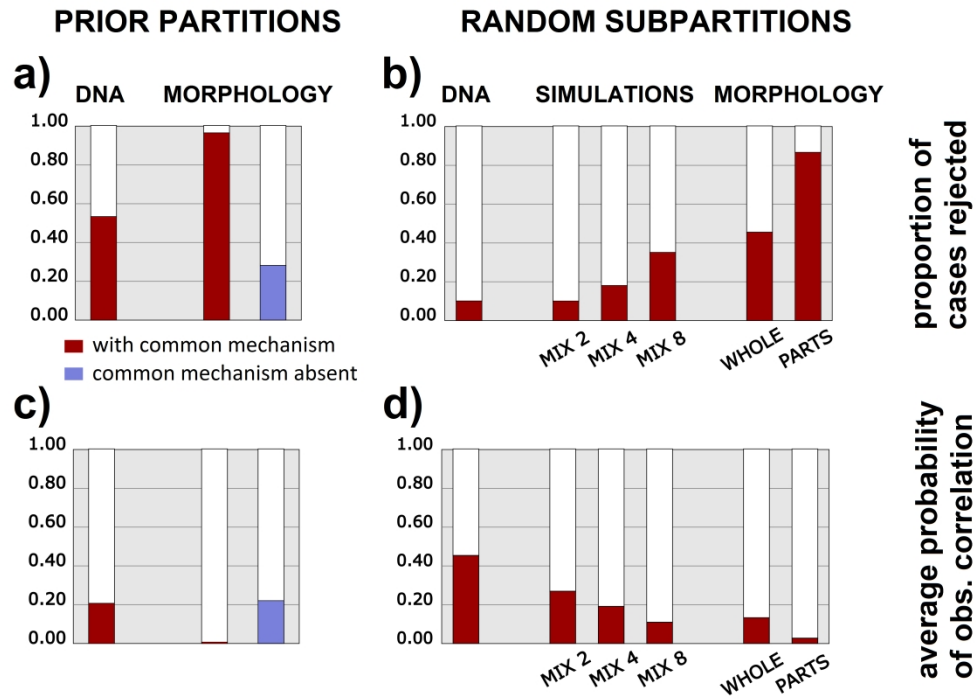 PRIOR PARTITIONS
RANDOM SUBPARTITIONS
a)
DNA
MORPHOLOGY
1.00
0.80
0.60
0.40
0.20
0.00
with common mechanism
common mechanism absent
b)
DNA
SIMULATIONS
MORPHOLOGY
1.00
0.80
0.60
0.40
0.20
0.00
MIX 2
MIX 4
MIX 8
WHOLE
PARTS
proportion of
cases rejected
c)
1.00
0.80
0.60
0.40
0.20
0.00
d)
1.00
0.80
0.60
0.40
0.20
0.00
MIX 2
MIX 4
MIX 8
WHOLE
PARTS
average probability
of obs. correlation